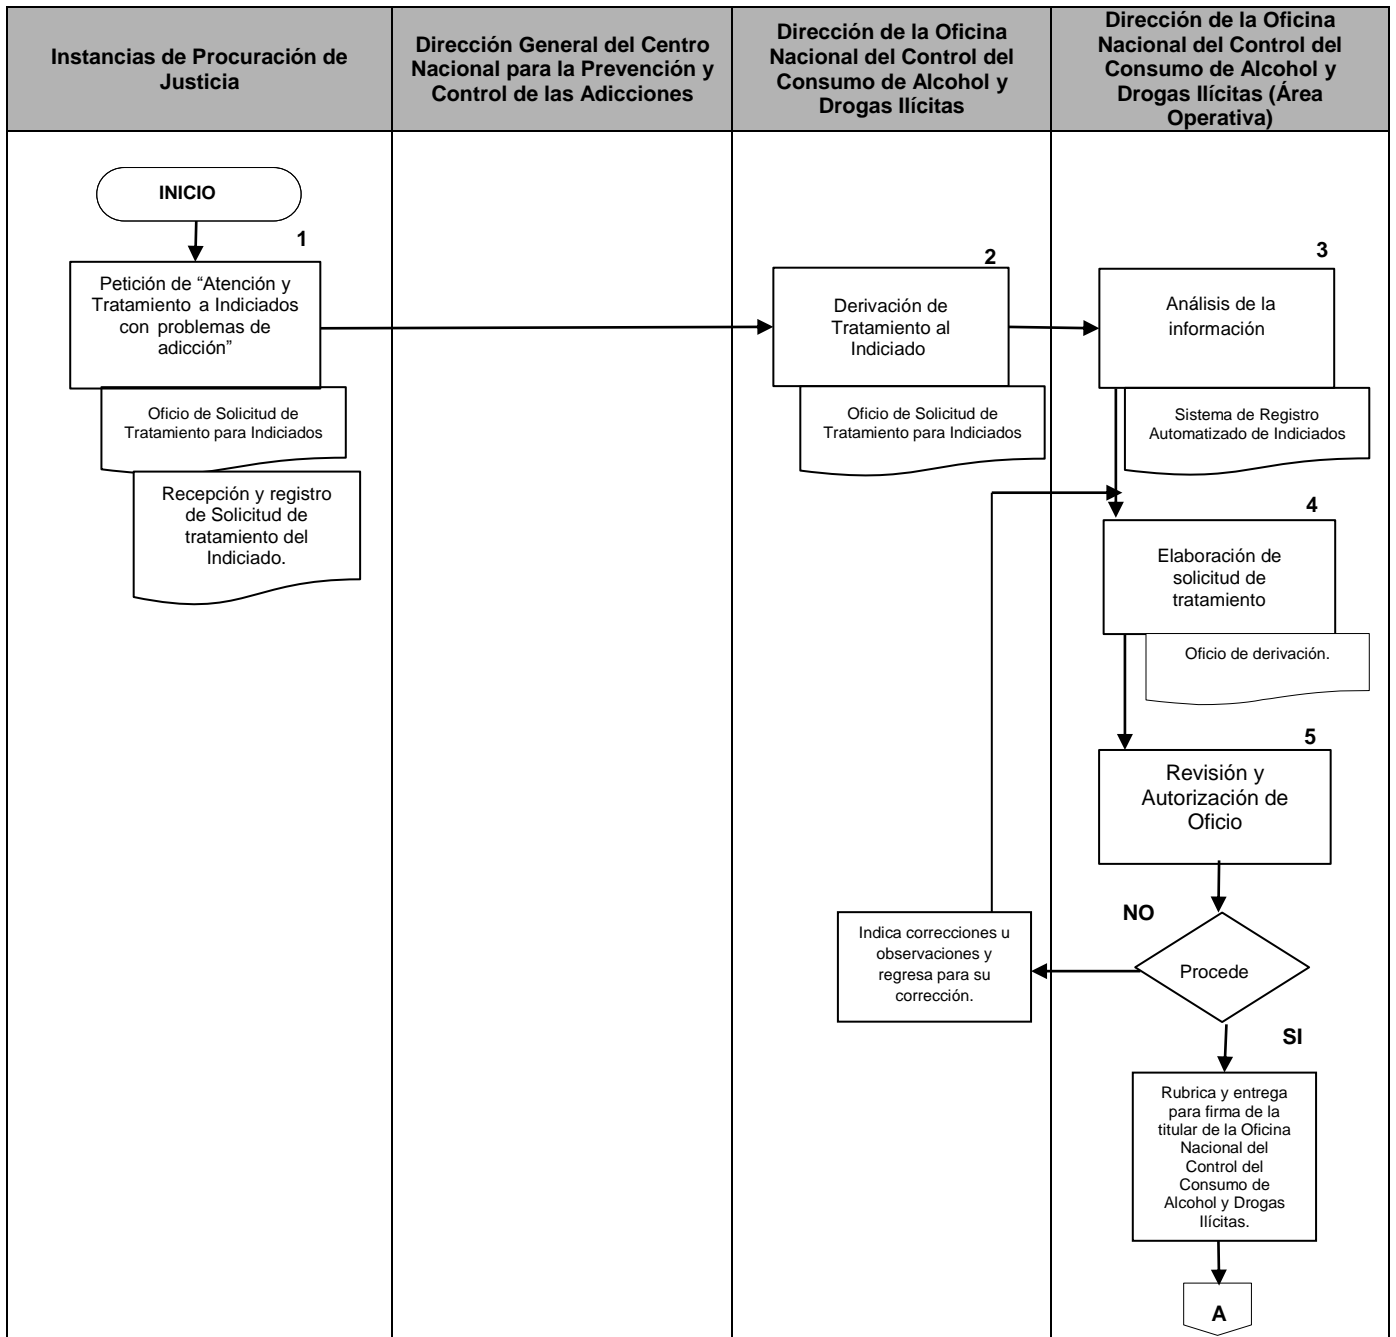 Instancias de Procuración de
Justicia
Dirección General del Centro
Nacional para la Prevención y
Control de las Adicciones
Dirección de la Oficina
Nacional del Control del
Consumo de Alcohol y
Drogas Ilícitas
Dirección de la Oficina
Nacional del Control del
Consumo de Alcohol y
Drogas Ilícitas (Área
Operativa)
INICIO
1
Petición de “Atención y
Tratamiento a Indiciados
con problemas de
adicción”
Oficio de Solicitud de
Tratamiento para Indiciados
Recepción y registro
de Solicitud de
tratamiento del
Indiciado.
2
Derivación de
Tratamiento al
Indiciado
Oficio de Solicitud de
Tratamiento para Indiciados
3
Análisis de la
información
Sistema de Registro
Automatizado de Indiciados
4
Elaboración de
solicitud de
tratamiento
Oficio de derivación.
5
Revisión y
Autorización de
Oficio
NO
Procede
Indica correcciones u
observaciones y
regresa para su
corrección.
SI
Rubrica y entrega
para firma de la
titular de la Oficina
Nacional del
Control del
Consumo de
Alcohol y Drogas
Ilícitas.
A